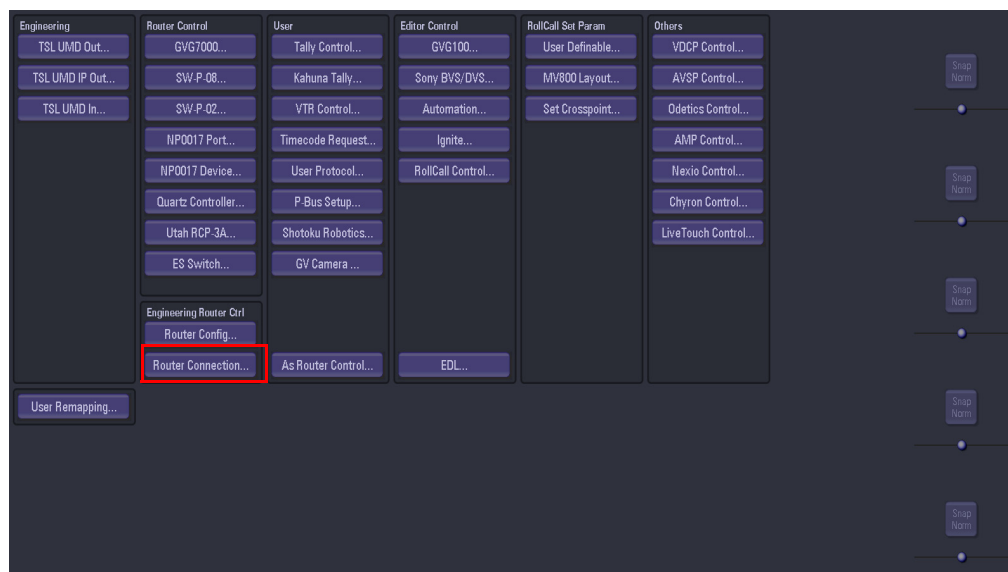 Engineering
TSL UMD Out...
TSL UMD IP Out...
TSL UMD In...
Router Control
GVG7000...
SW-P-08...
SW-P-02...
NP0017 Port...
NP0017 Device...
Quartz Controller...
Utah RCP-3A...
ES Switch...
Engineering Router Ctrl
Router Config...
Router Connection...
User
Tally Control...
Kahuna Tally...
VTR Control...
Timecode Request...
User Protocol...
P-Bus Setup...
Shotoku Robotics...
GV Camera ...
As Router Control...
Editor Control
GVG100...
Sony BVS/DVS...
Automation...
Ignite...
RollCall Control...
EDL...
RollCall Set Param
User Definable...
MV800 Layout...
Set Crosspoint...
Others
VDCP Control...
AVSP Control...
Odetics Control...
AMP Control...
Nexio Control...
Chyron Control...
LiveTouch Control...
User Remapping...
Snap
Norm
Snap
Norm
Snap
Norm
Snap
Norm
Snap
Norm